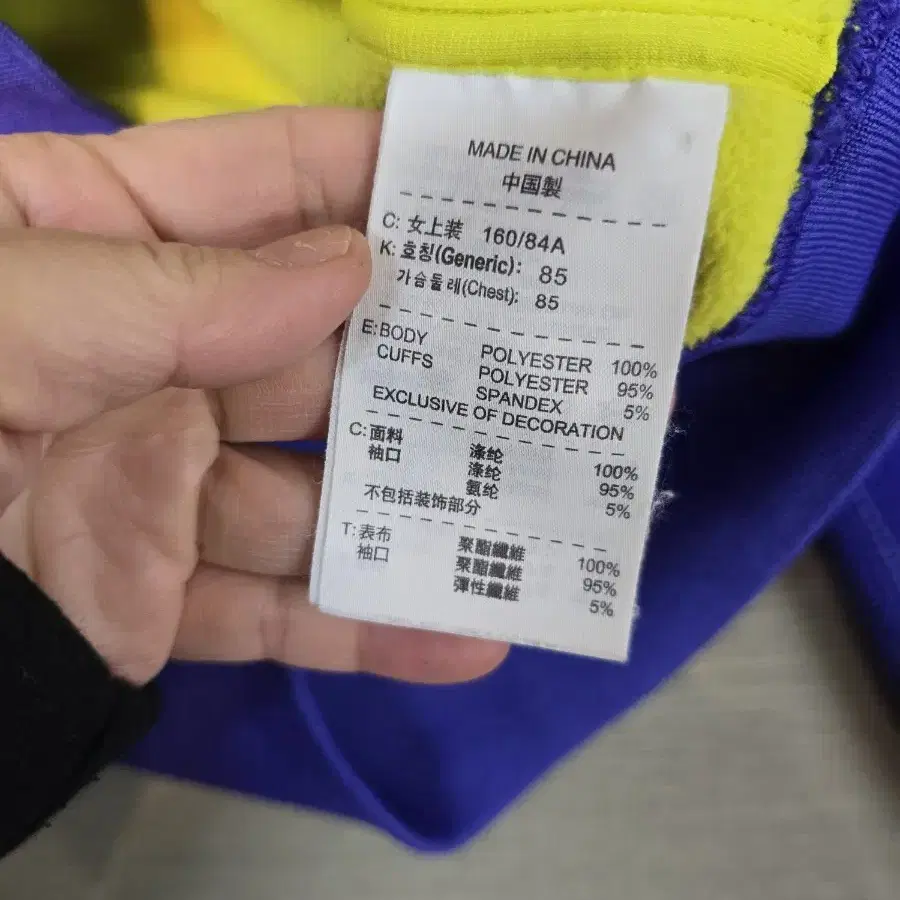 MADE IN CHINA
中国製
C: 女上装 160/84A
K: 호칭(Generic): 85
가슴둘레(Chest): 85
E: BODY POLYESTER 100%
CUFFS POLYESTER 95%
SPANDEX 5%
EXCLUSIVE OF DECORATION
C: 面料 涤纶 100%
袖口 涤纶 95%
氨纶 5%
不包括装饰部分
T: 表布 聚酯纖維 100%
袖口 聚酯纖維 95%
彈性纖維 5%